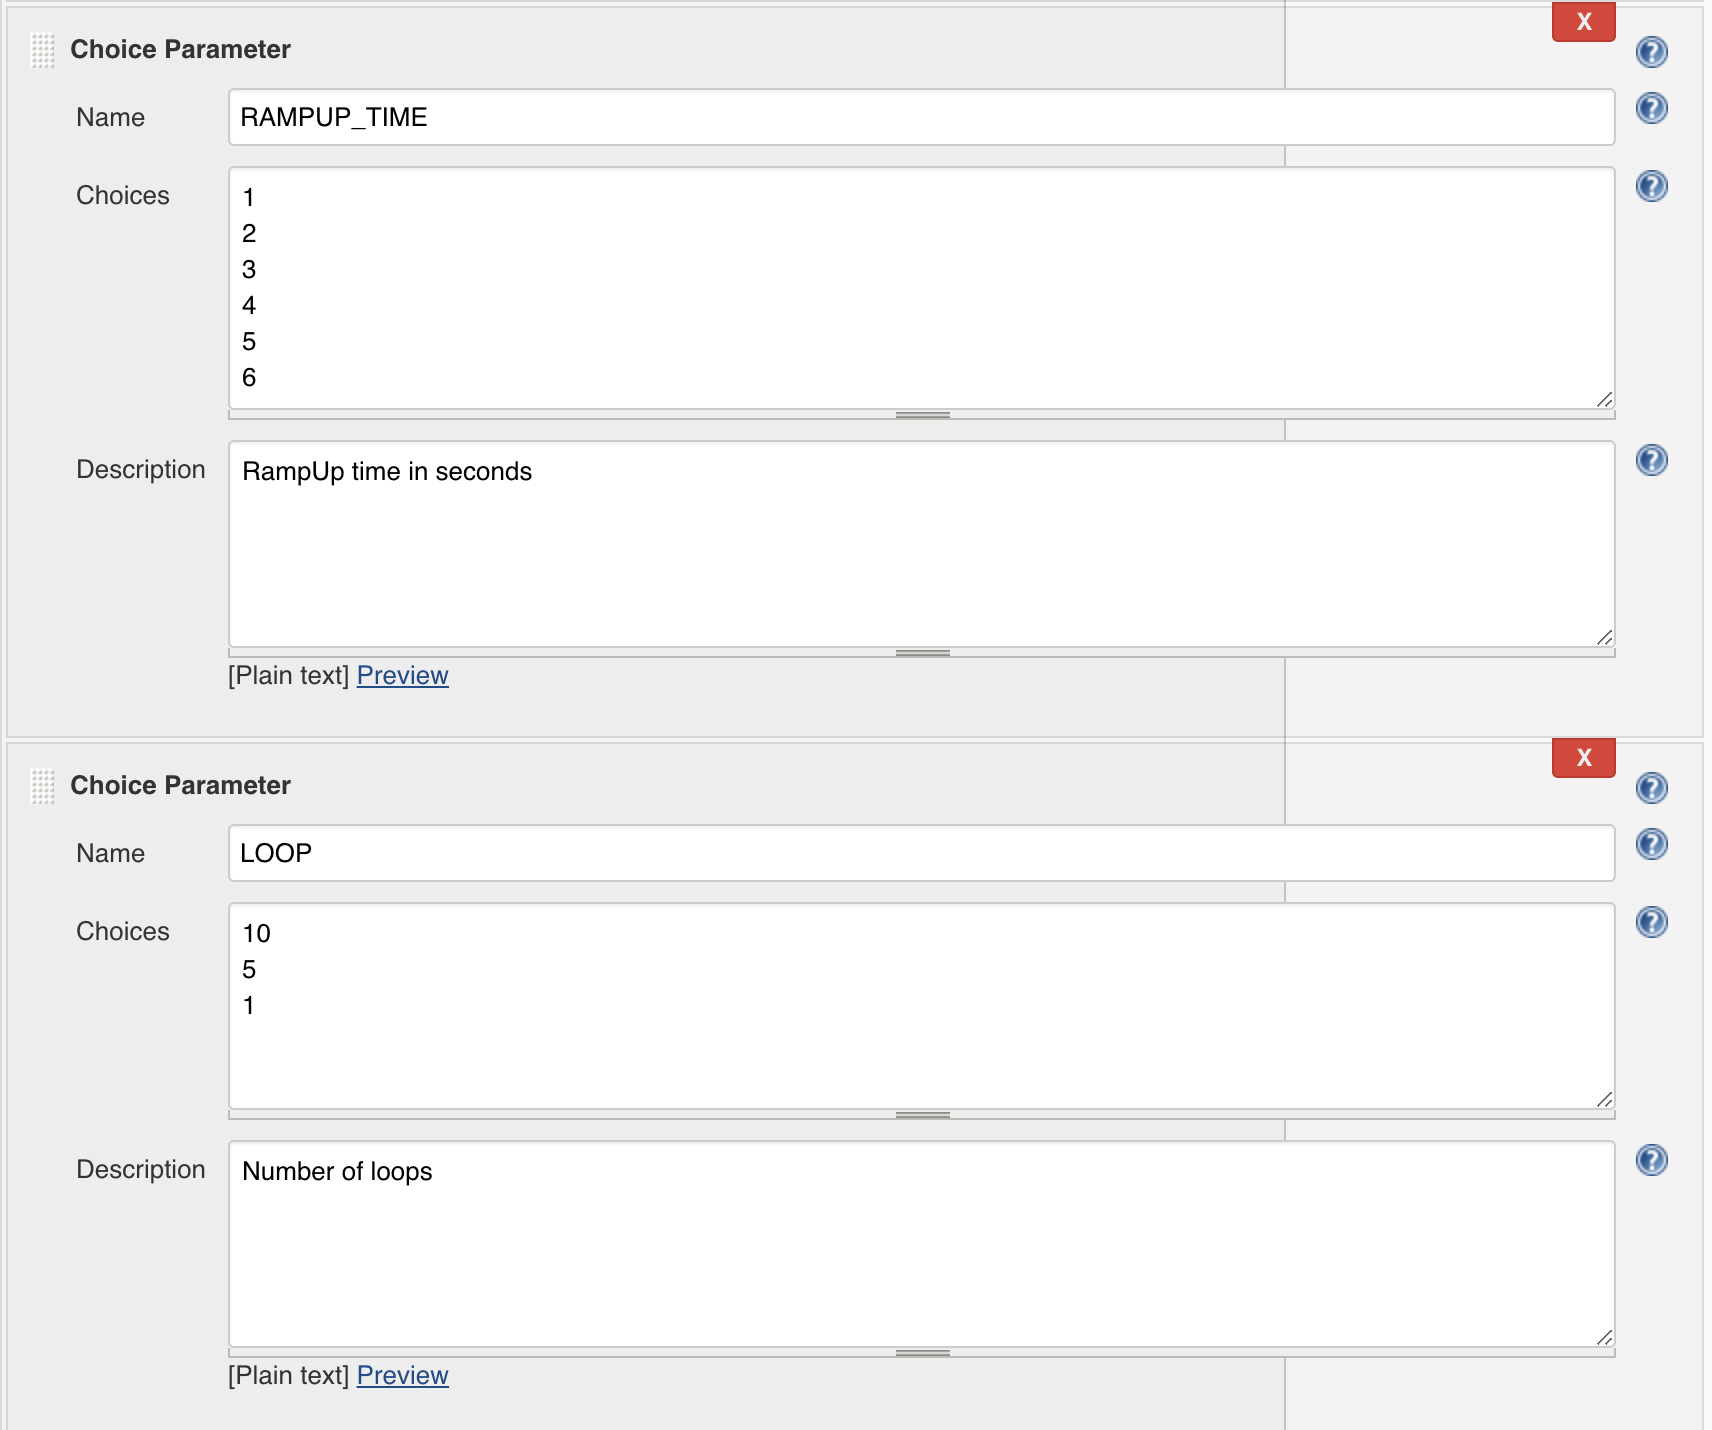 X
Choice Parameter
?
Name
RAMPUP_TIME
?
Choices
1
2
3
4
5
6
?
Description
RampUp time in seconds
?
[Plain text] Preview
X
Choice Parameter
?
Name
LOOP
?
Choices
10
5
1
?
Description
Number of loops
?
[Plain text] Preview